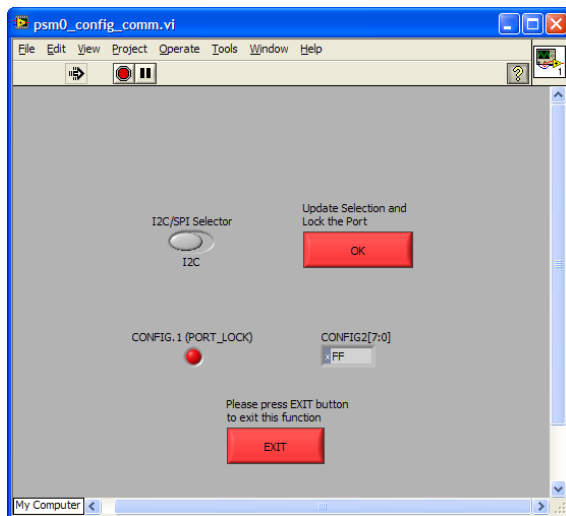 psm0_config_comm.vi
File Edit View Project Operate Tools Window Help
?
1
Update Selection and
Lock the Port
I2C/SPI Selector
OK
I2C
CONFIG.1 (PORT_LOCK)
CONFIG2[7:0]
x FF
Please press EXIT button
to exit this function
EXIT
My Computer